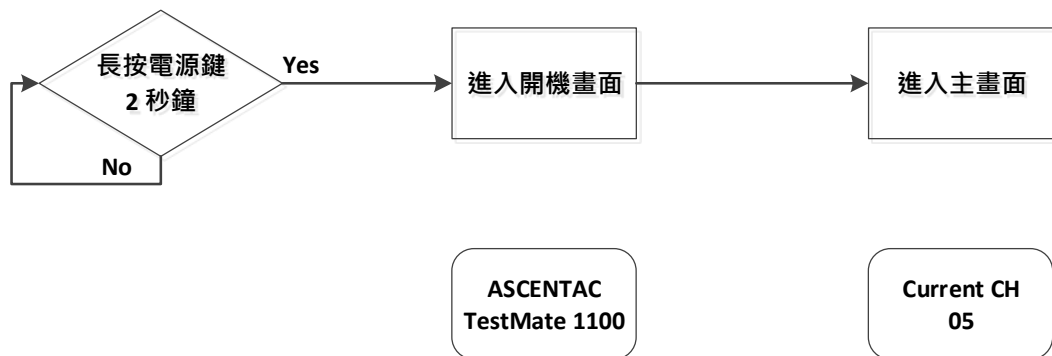 長按電源鍵
2 秒鐘
Yes
No
進入開機畫面
進入主畫面
ASCENTAC
TestMate 1100
Current CH
05